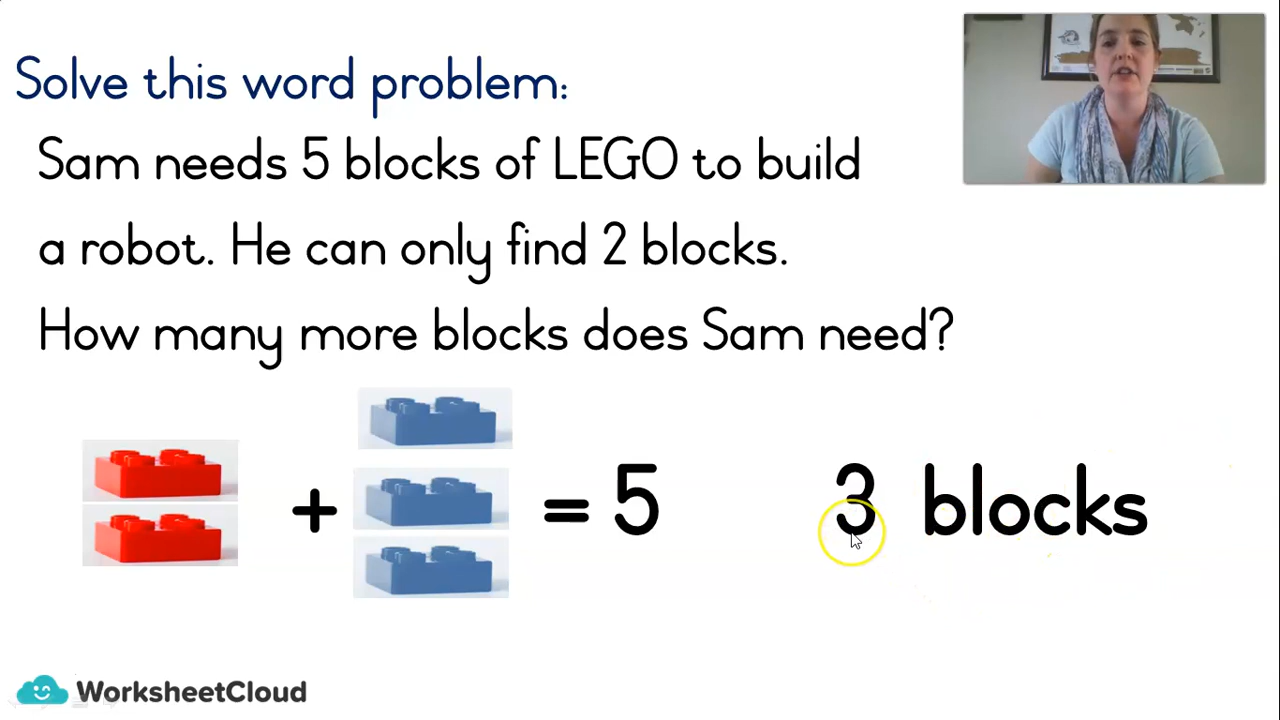 Solve this word problem:
Sam needs 5 blocks of LEGO to build
a robot. He can only find 2 blocks.
How many more blocks does Sam need?
+ = 5 3 blocks
WorksheetCloud